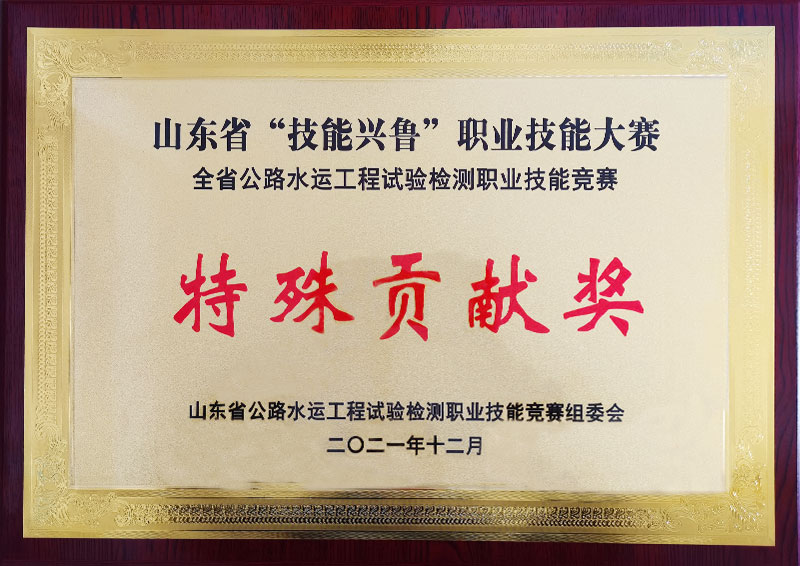 山东省“技能兴鲁”职业技能大赛
全省公路水运工程试验检测职业技能竞赛
特殊贡献奖
山东省公路水运工程试验检测职业技能竞赛组委会
二〇二一年十二月